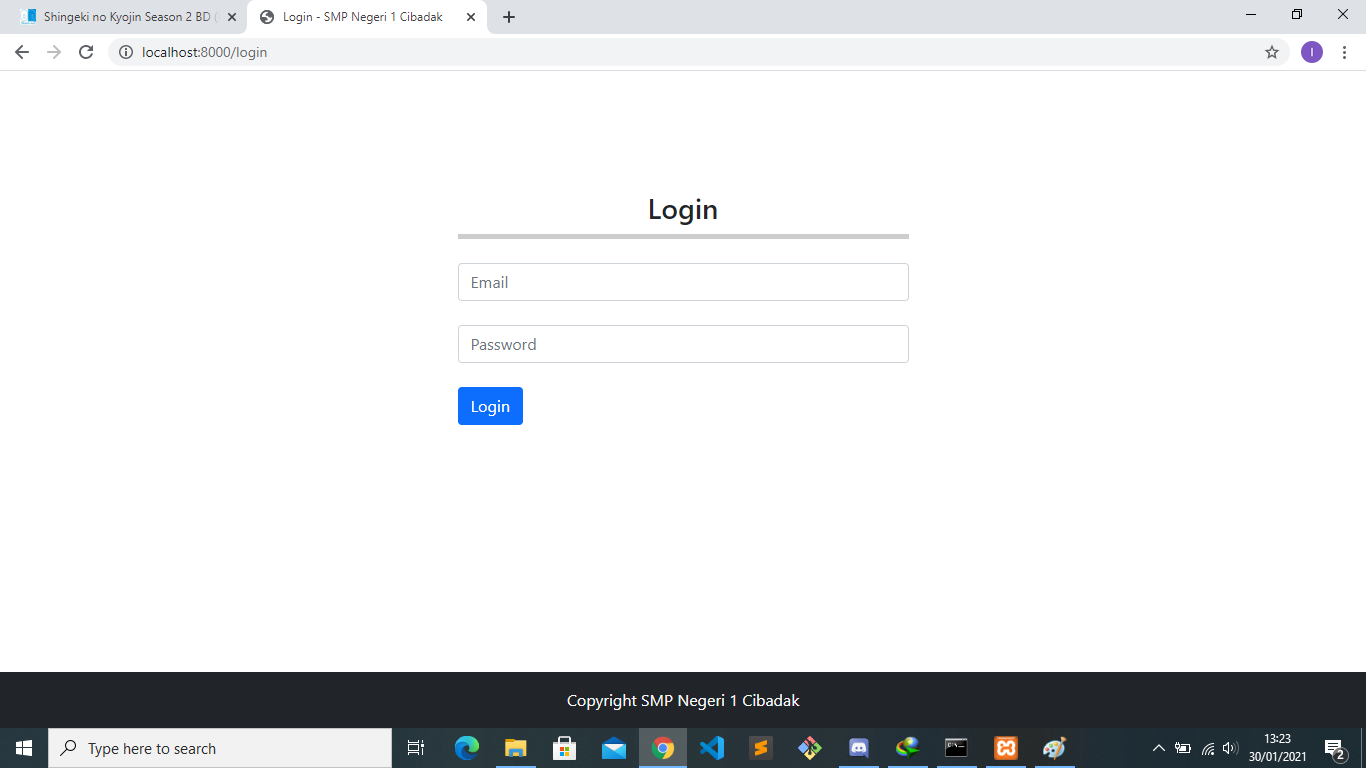 Shingeki no Kyojin Season 2 BD (
Login - SMP Negeri 1 Cibadak
localhost:8000/login
I
Login
Email
Password
Login
Copyright SMP Negeri 1 Cibadak
Type here to search
13:23
30/01/2021
2